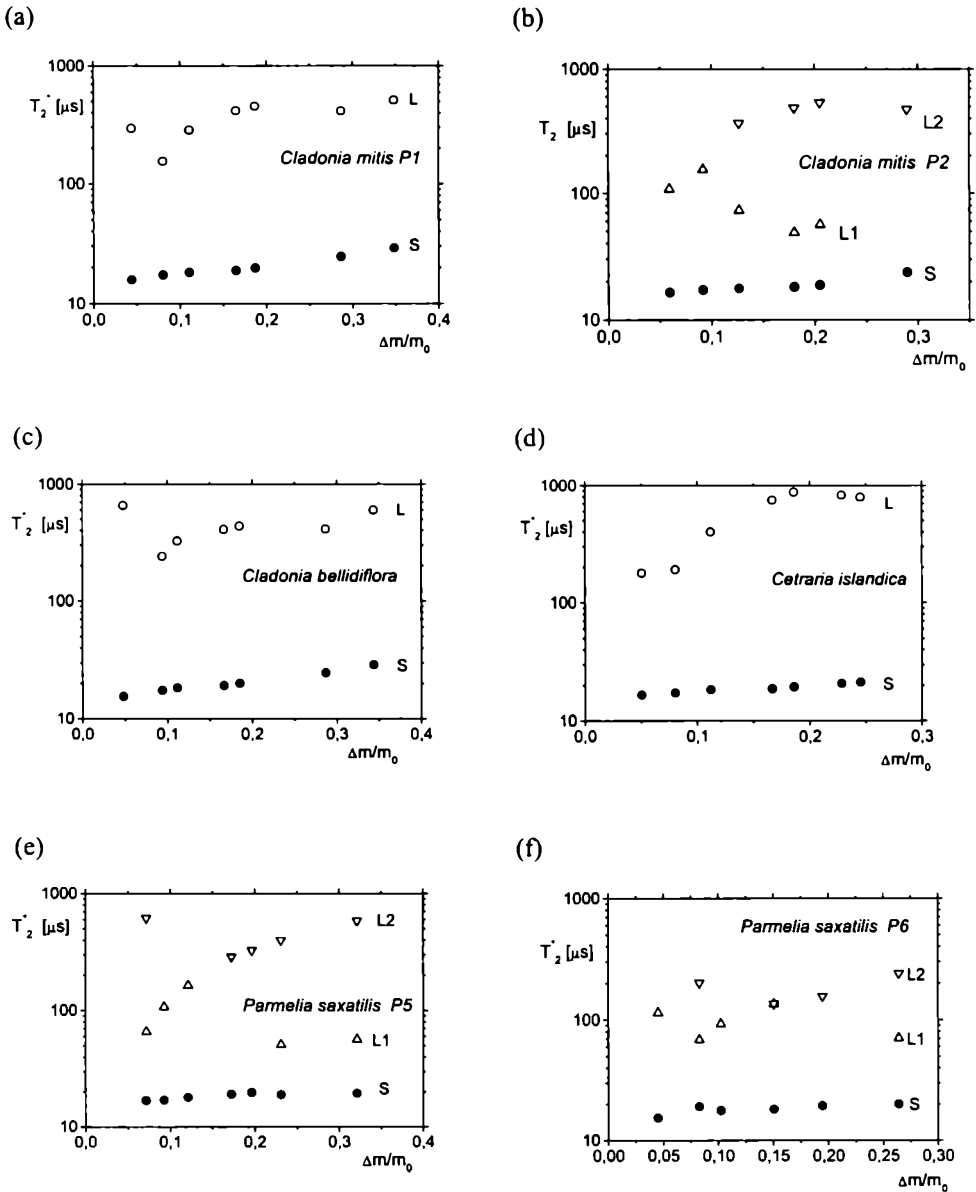 (a)
1000
T₂* [μs]
L
100
Cladonia mitis P1
S
10
0,0 0,1 0,2 0,3 0,4
Δm/m₀
(b)
1000
T₂ [μs]
L2
Cladonia mitis P2
100
L1
S
10
0,0 0,1 0,2 0,3
Δm/m₀
(c)
1000
T₂* [μs]
L
Cladonia bellidiflora
100
S
10
0,0 0,1 0,2 0,3 0,4
Δm/m₀
(d)
1000
T₂* [μs]
L
Cetraria islandica
100
S
10
0,0 0,1 0,2 0,3
Δm/m₀
(e)
1000
T₂* [μs]
L2
100
Parmelia saxatilis P5
L1
S
10
0,0 0,1 0,2 0,3 0,4
Δm/m₀
(f)
1000
Parmelia saxatilis P6
T₂* [μs]
L2
100
L1
S
10
0,00 0,05 0,10 0,15 0,20 0,25 0,30
Δm/m₀